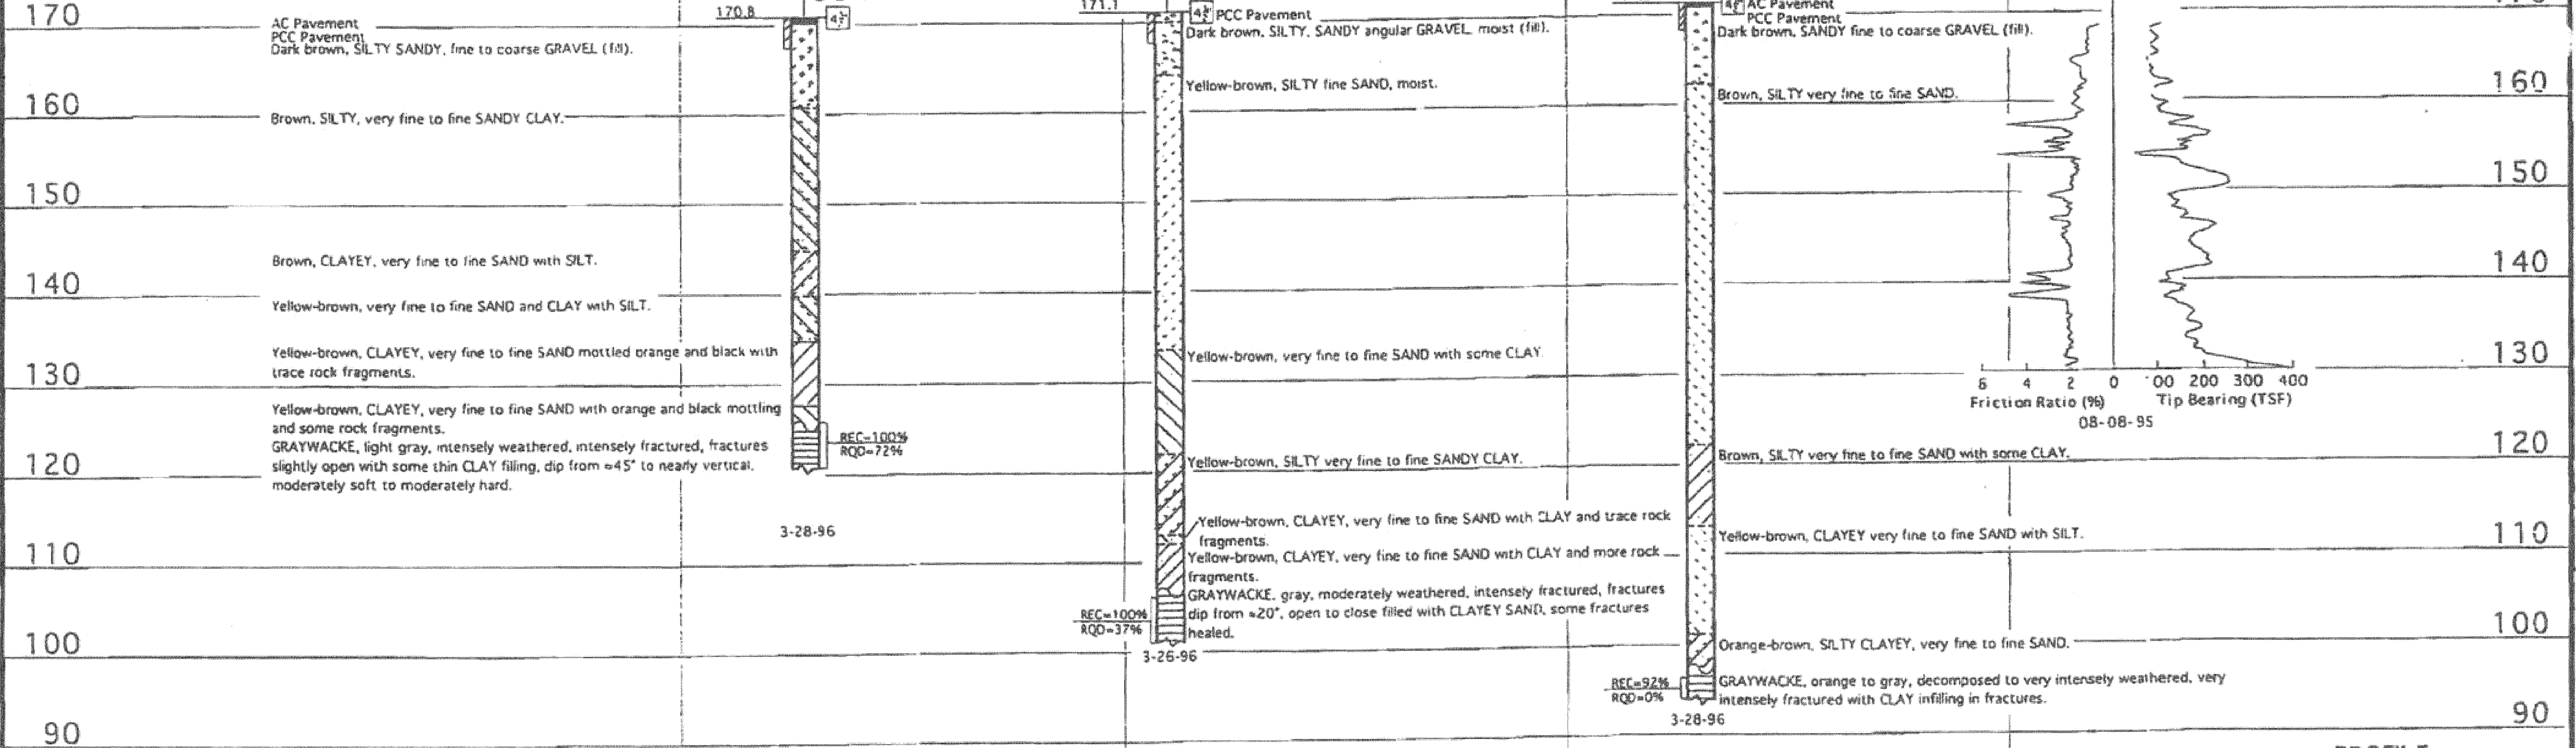 170
160
150
140
130
120
110
100
90
170.8
AC Pavement
PCC Pavement
Dark brown, SILTY SANDY, fine to coarse GRAVEL (fill).
Brown, SILTY, very fine to fine SANDY CLAY.
Brown, CLAYEY, very fine to fine SAND with SILT.
Yellow-brown, very fine to fine SAND and CLAY with SILT.
Yellow-brown, CLAYEY, very fine to fine SAND mottled orange and black with
trace rock fragments.
Yellow-brown, CLAYEY, very fine to fine SAND with orange and black mottling
and some rock fragments.
GRAYWACKE, light gray, intensely weathered, intensely fractured, fractures
slightly open with some thin CLAY filling, dip from ≈45° to nearly vertical,
moderately soft to moderately hard.
REC=100%
RQD=72%
3-28-96
171.1
PCC Pavement
Dark brown, SILTY, SANDY angular GRAVEL moist (fill).
Yellow-brown, SILTY fine SAND, moist.
Yellow-brown, very fine to fine SAND with some CLAY.
Yellow-brown, SILTY very fine to fine SANDY CLAY.
Yellow-brown, CLAYEY, very fine to fine SAND with CLAY and trace rock
fragments.
Yellow-brown, CLAYEY, very fine to fine SAND with CLAY and more rock
fragments.
GRAYWACKE, gray, moderately weathered, intensely fractured, fractures
dip from ≈20°, open to close filled with CLAYEY SAND, some fractures
healed.
REC=100%
RQD=37%
3-26-96
AC Pavement
PCC Pavement
Dark brown, SANDY fine to coarse GRAVEL (fill).
Brown, SILTY very fine to fine SAND.
Brown, SILTY very fine to fine SAND with some CLAY.
Yellow-brown, CLAYEY very fine to fine SAND with SILT.
Orange-brown, SILTY CLAYEY, very fine to fine SAND.
GRAYWACKE, orange to gray, decomposed to very intensely weathered, very
intensely fractured with CLAY infilling in fractures.
REC=92%
RQD=0%
3-28-96
6 4 2 0 100 200 300 400
Friction Ratio (%) Tip Bearing (TSF)
08-08-95
160
150
140
130
120
110
100
90